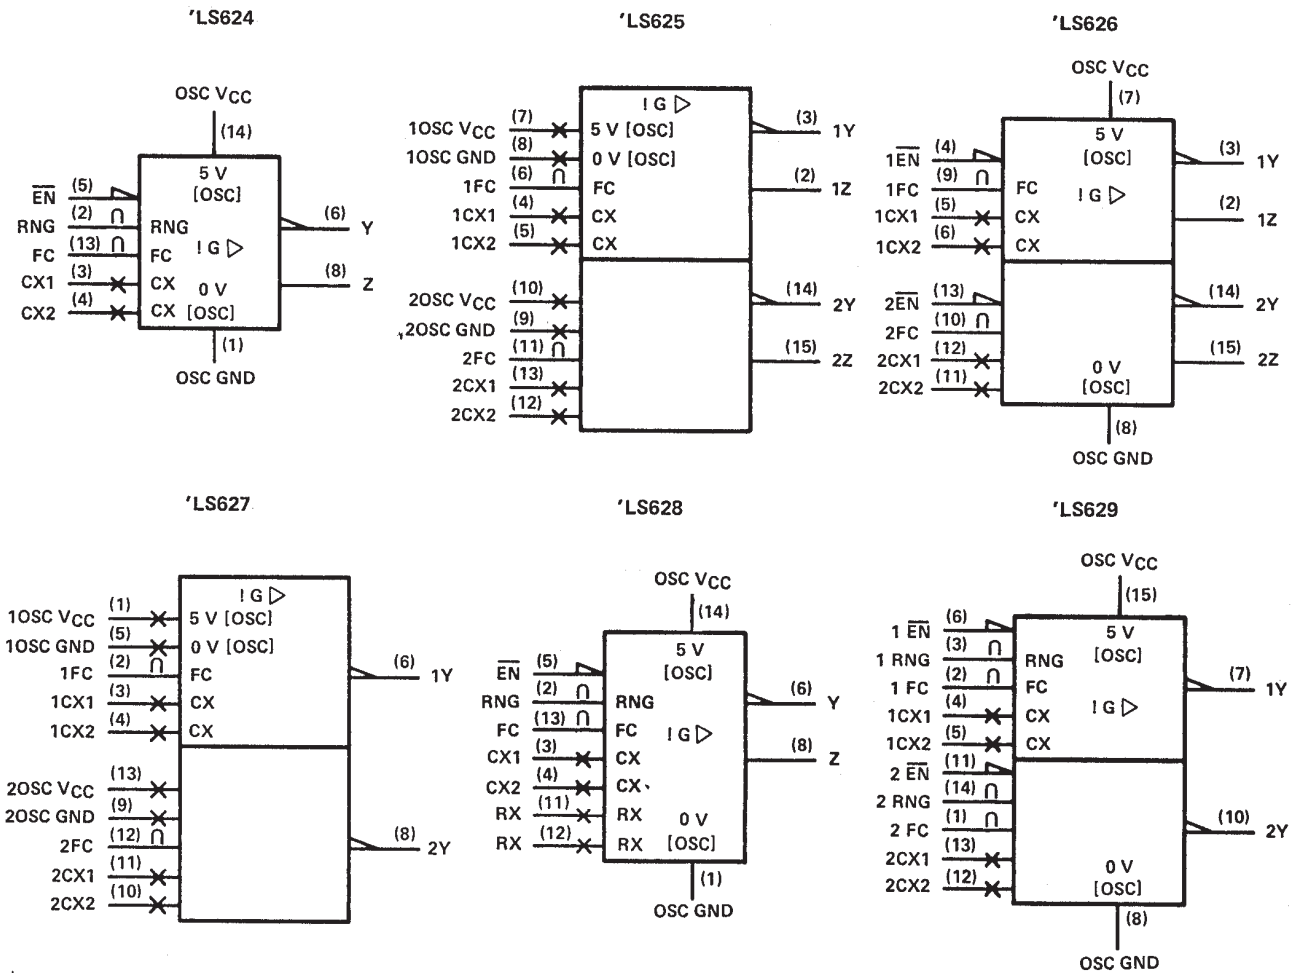 'LS624
OSC VCC
(14)
5 V
[OSC]
EN (5)
RNG (2) ∩ RNG
FC (13) ∩ FC
CX1 (3) CX
CX2 (4) CX
! G ▷
0 V
[OSC]
(6) Y
(8) Z
(1)
OSC GND
'LS625
! G ▷
1OSC VCC (7) 5 V [OSC]
1OSC GND (8) 0 V [OSC]
1FC (6) ∩ FC
1CX1 (4) CX
1CX2 (5) CX
(3) 1Y
(2) 1Z
2OSC VCC (10)
2OSC GND (9)
2FC (11) ∩
2CX1 (13)
2CX2 (12)
(14) 2Y
(15) 2Z
'LS626
OSC VCC
(7)
5 V
[OSC]
! G ▷
1EN (4)
1FC (9) ∩ FC
1CX1 (5) CX
1CX2 (6) CX
(3) 1Y
(2) 1Z
2EN (13)
2FC (10) ∩
2CX1 (12)
2CX2 (11)
(14) 2Y
(15) 2Z
0 V
[OSC]
(8)
OSC GND
'LS627
! G ▷
1OSC VCC (1) 5 V [OSC]
1OSC GND (5) 0 V [OSC]
1FC (2) ∩ FC
1CX1 (3) CX
1CX2 (4) CX
(6) 1Y
2OSC VCC (13)
2OSC GND (9)
2FC (12) ∩
2CX1 (11)
2CX2 (10)
(8) 2Y
'LS628
OSC VCC
(14)
5 V
[OSC]
EN (5)
RNG (2) ∩ RNG
FC (13) ∩ FC
CX1 (3) CX
CX2 (4) CX
RX (11) RX
RX (12) RX
! G ▷
0 V
[OSC]
(6) Y
(8) Z
(1)
OSC GND
'LS629
OSC VCC
(15)
5 V
[OSC]
1 EN (6)
1 RNG (3) ∩ RNG
1 FC (2) ∩ FC
1CX1 (4) CX
1CX2 (5) CX
! G ▷
(7) 1Y
2 EN (11)
2 RNG (14) ∩
2 FC (1) ∩
2CX1 (13)
2CX2 (12)
(10) 2Y
0 V
[OSC]
(8)
OSC GND